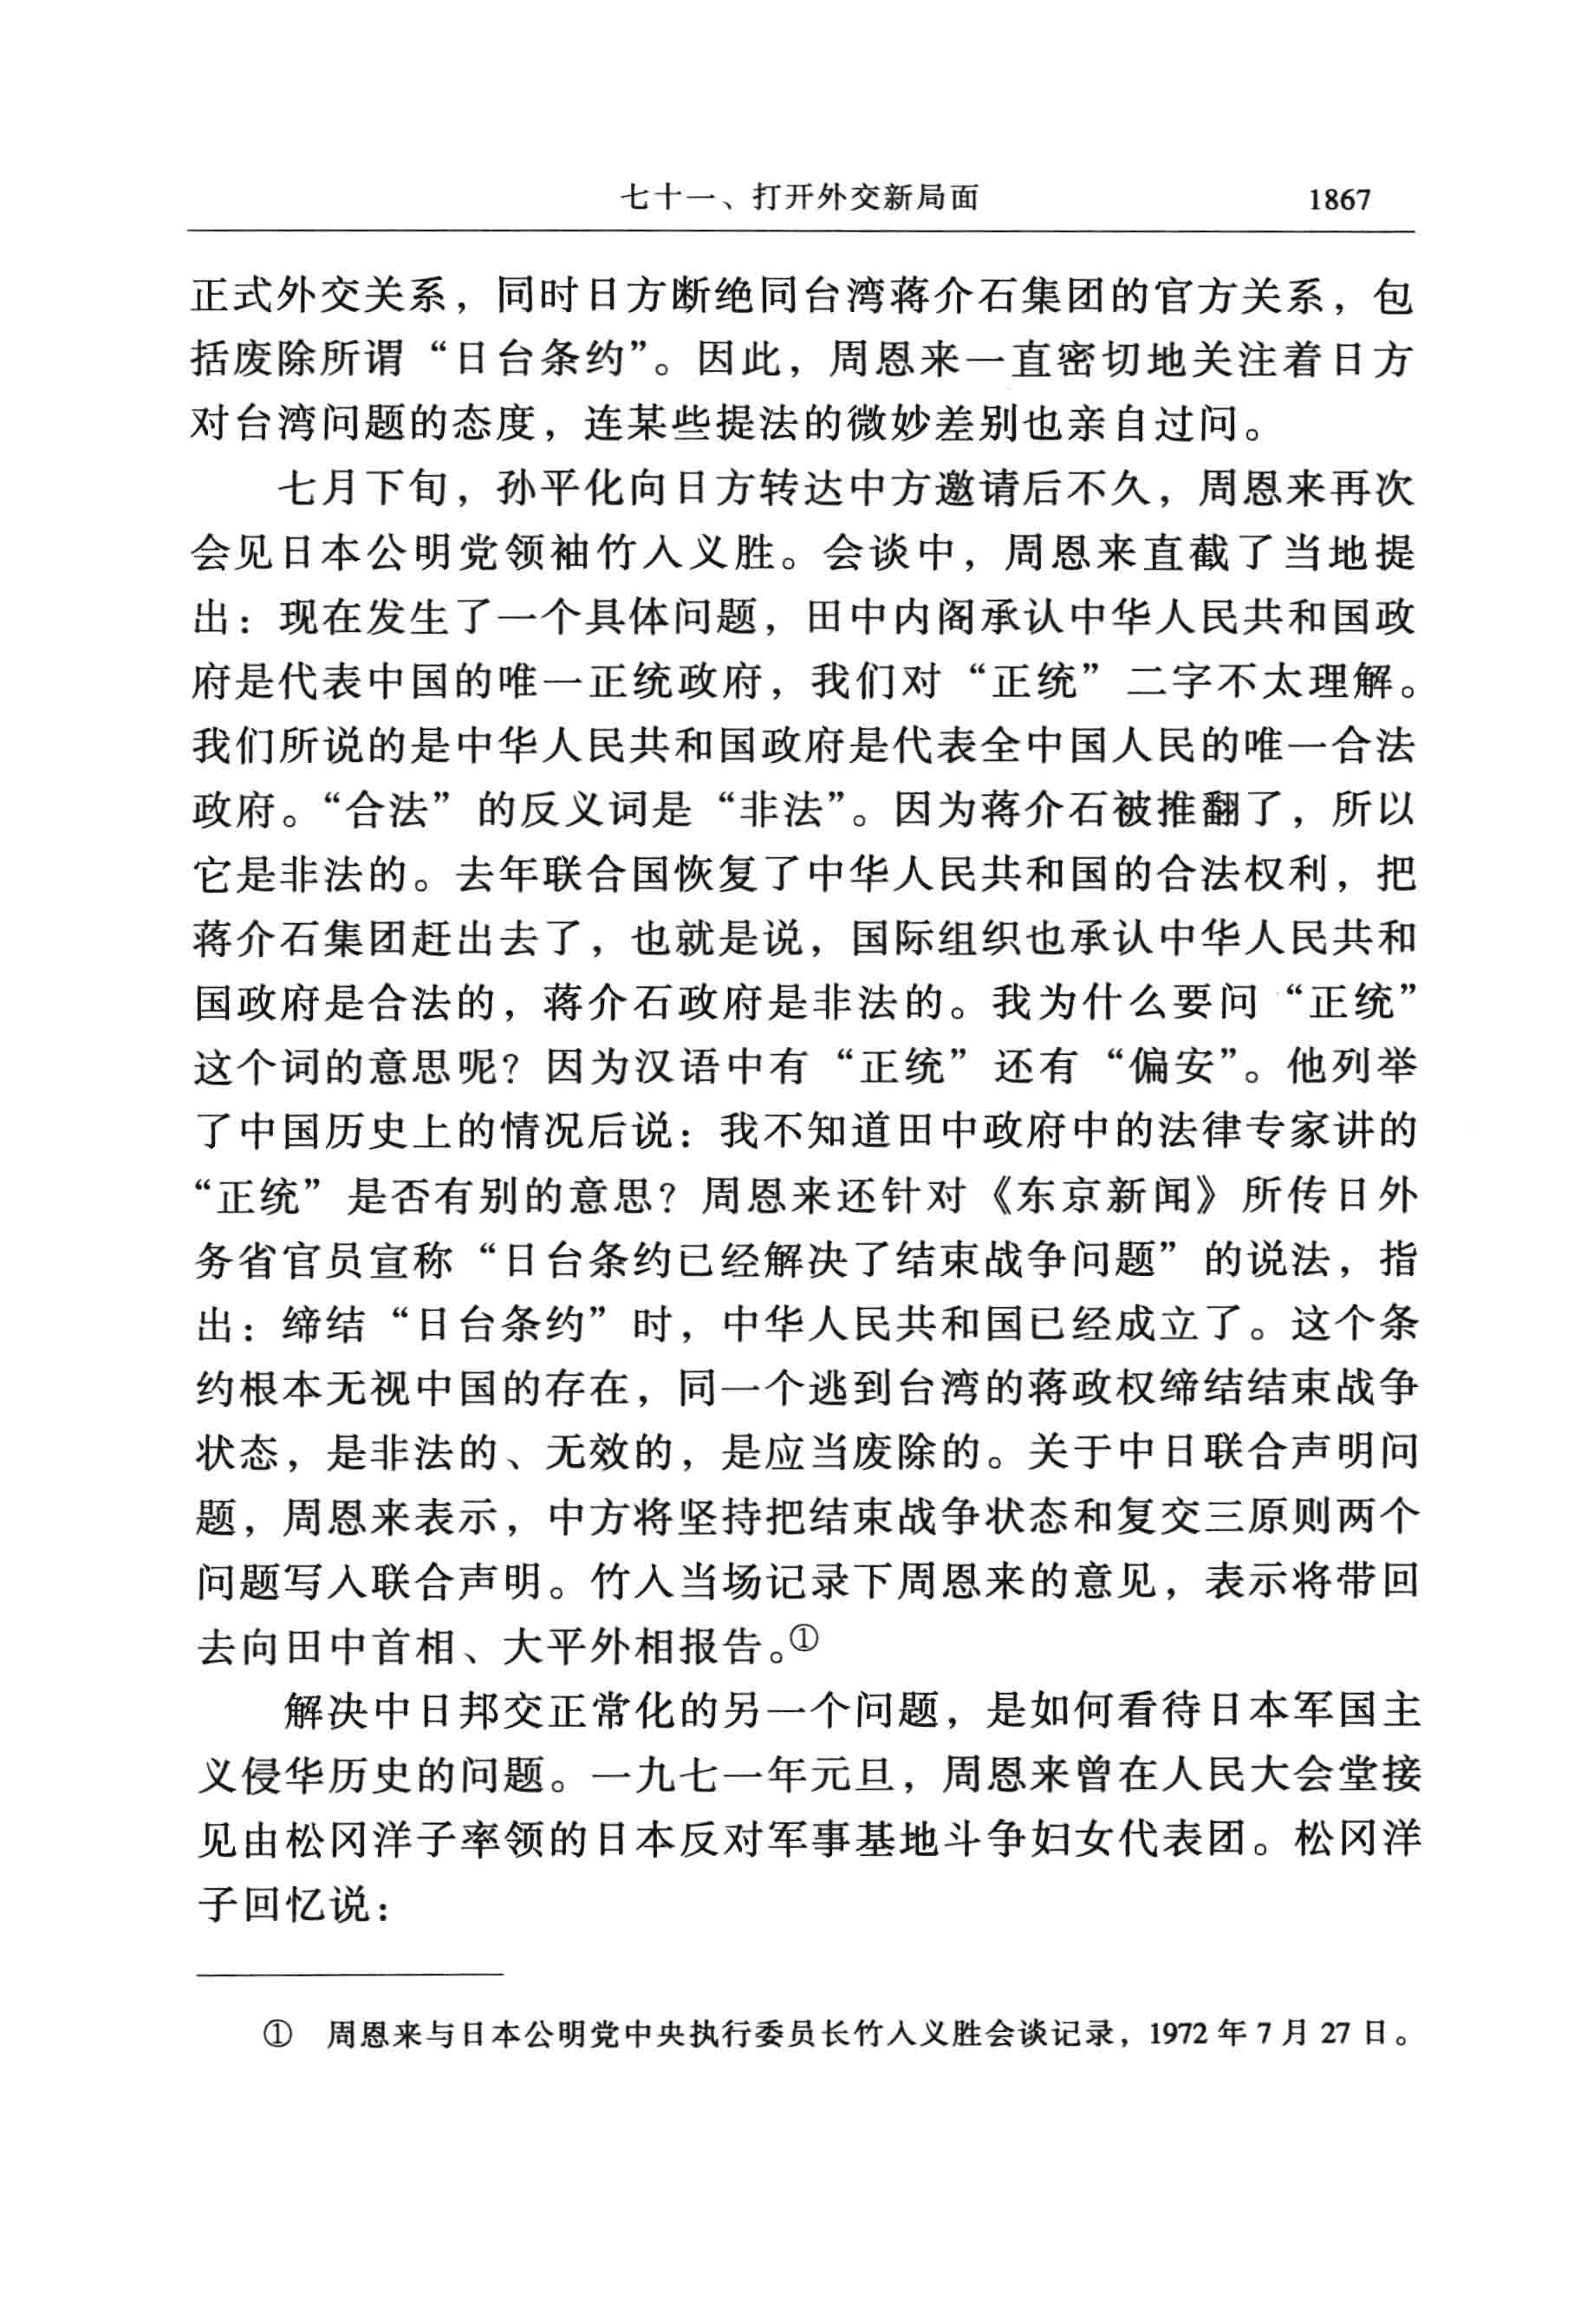 七十一、打开外交新局面 1867
正式外交关系，同时日方断绝同台湾蒋介石集团的官方关系，包
括废除所谓“日台条约”。因此，周恩来一直密切地关注着日方
对台湾问题的态度，连某些提法的微妙差别也亲自过问。
七月下旬，孙平化向日方转达中方邀请后不久，周恩来再次
会见日本公明党领袖竹入义胜。会谈中，周恩来直截了当地提
出：现在发生了一个具体问题，田中内阁承认中华人民共和国政
府是代表中国的唯一正统政府，我们对“正统”二字不太理解。
我们所说的是中华人民共和国政府是代表全中国人民的唯一合法
政府。“合法”的反义词是“非法”。因为蒋介石被推翻了，所以
它是非法的。去年联合国恢复了中华人民共和国的合法权利，把
蒋介石集团赶出去了，也就是说，国际组织也承认中华人民共和
国政府是合法的，蒋介石政府是非法的。我为什么要问“正统”
这个词的意思呢？因为汉语中有“正统”还有“偏安”。他列举
了中国历史上的情况后说：我不知道田中政府中的法律专家讲的
“正统”是否有别的意思？周恩来还针对《东京新闻》所传日外
务省官员宣称“日台条约已经解决了结束战争问题”的说法，指
出：缔结“日台条约”时，中华人民共和国已经成立了。这个条
约根本无视中国的存在，同一个逃到台湾的蒋政权缔结结束战争
状态，是非法的、无效的，是应当废除的。关于中日联合声明问
题，周恩来表示，中方将坚持把结束战争状态和复交三原则两个
问题写入联合声明。竹入当场记录下周恩来的意见，表示将带回
去向田中首相、大平外相报告。①
解决中日邦交正常化的另一个问题，是如何看待日本军国主
义侵华历史的问题。一九七一年元旦，周恩来曾在人民大会堂接
见由松冈洋子率领的日本反对军事基地斗争妇女代表团。松冈洋
子回忆说：
① 周恩来与日本公明党中央执行委员长竹入义胜会谈记录，1972年7月27日。